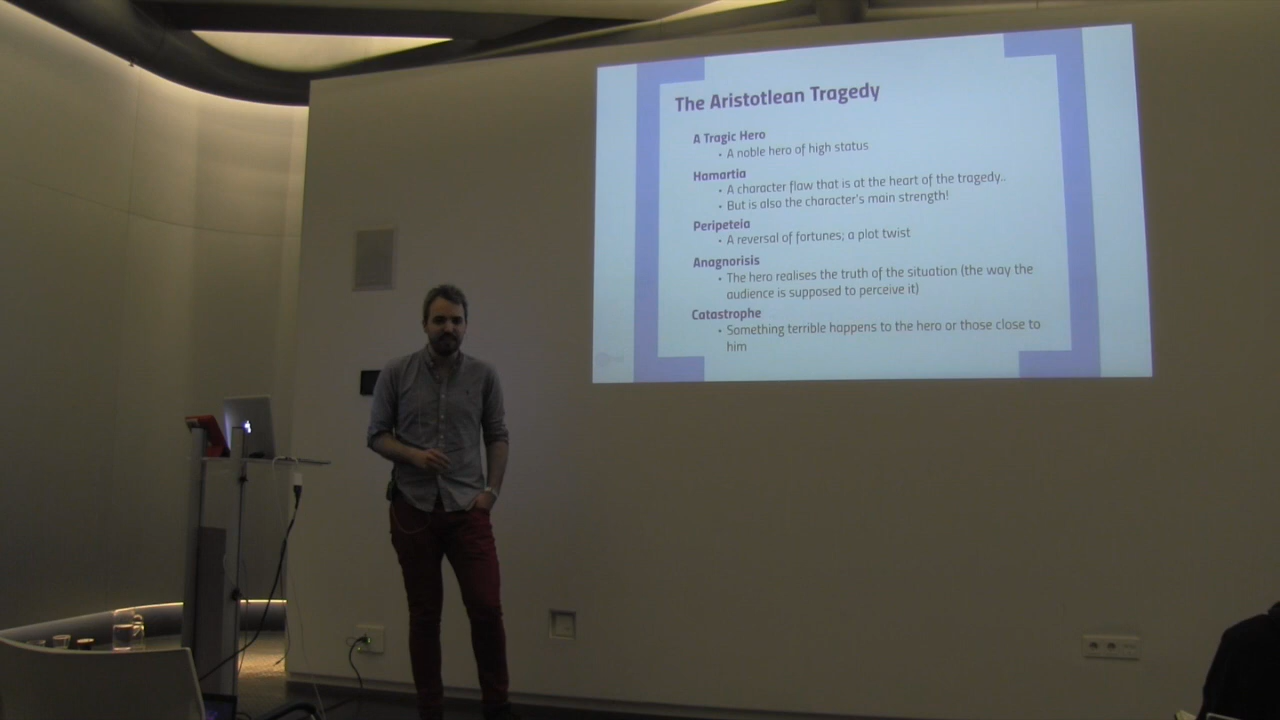 The Aristotlean Tragedy
A Tragic Hero
• A noble hero of high status
Hamartia
• A character flaw that is at the heart of the tragedy..
• But is also the character's main strength!
Peripeteia
• A reversal of fortunes; a plot twist
Anagnorisis
• The hero realises the truth of the situation (the way the
audience is supposed to perceive it)
Catastrophe
• Something terrible happens to the hero or those close to
him